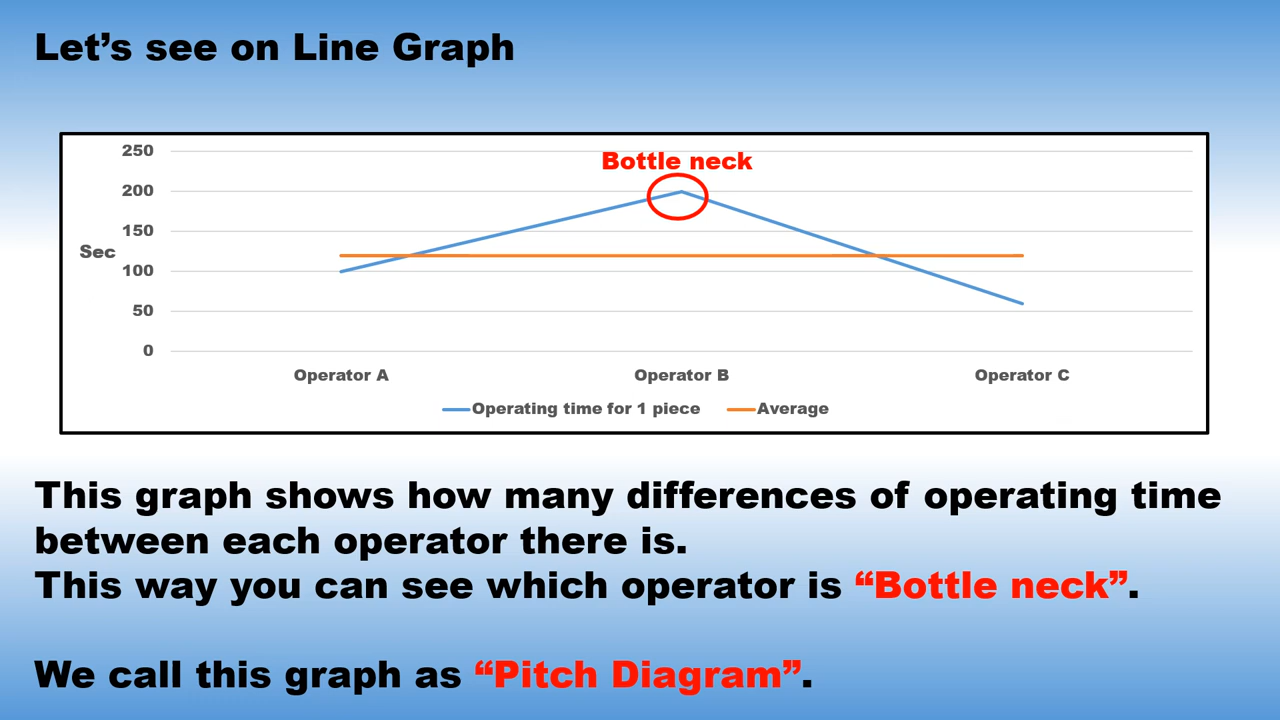 Let’s see on Line Graph
Bottle neck
250
200
150
100
50
0
Sec
Operator A
Operator B
Operator C
Operating time for 1 piece
Average
This graph shows how many differences of operating time
between each operator there is.
This way you can see which operator is “Bottle neck”.
We call this graph as “Pitch Diagram”.